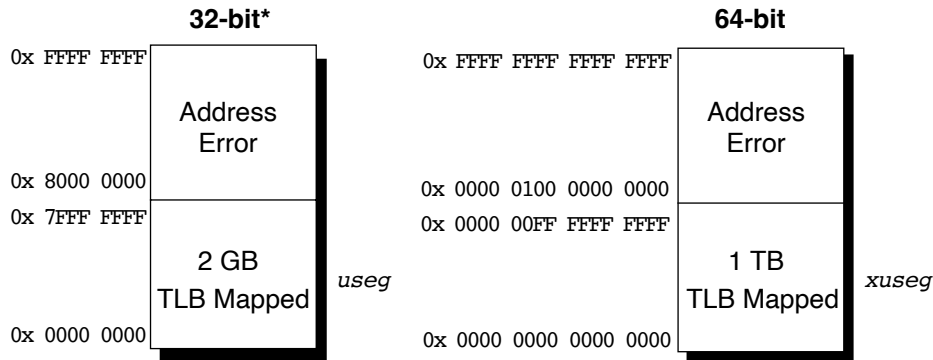 32-bit*
0x FFFF FFFF
Address
Error
0x 8000 0000
0x 7FFF FFFF
2 GB
TLB Mapped
useg
0x 0000 0000
64-bit
0x FFFF FFFF FFFF FFFF
Address
Error
0x 0000 0100 0000 0000
0x 0000 00FF FFFF FFFF
1 TB
TLB Mapped
xuseg
0x 0000 0000 0000 0000